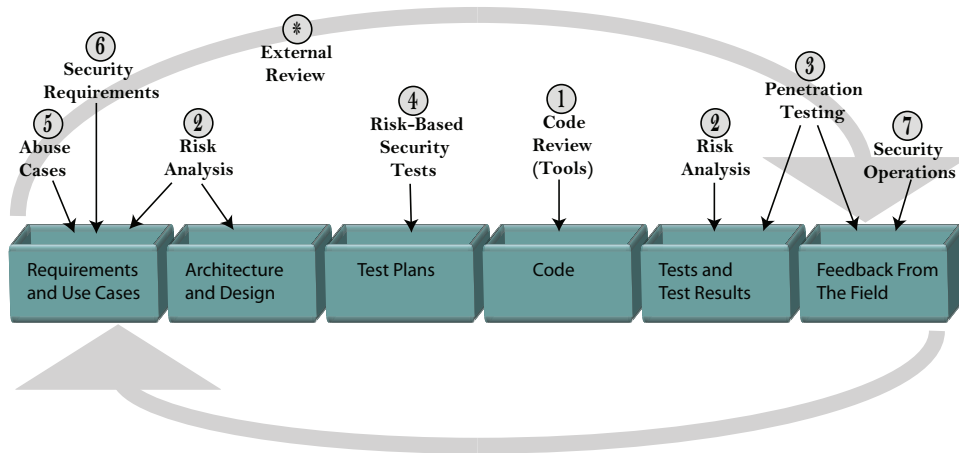 *
External
Review
6
Security
Requirements
5
Abuse
Cases
2
Risk
Analysis
4
Risk-Based
Security
Tests
1
Code
Review
(Tools)
2
Risk
Analysis
3
Penetration
Testing
7
Security
Operations
Requirements
and Use Cases
Architecture
and Design
Test Plans
Code
Tests and
Test Results
Feedback From
The Field